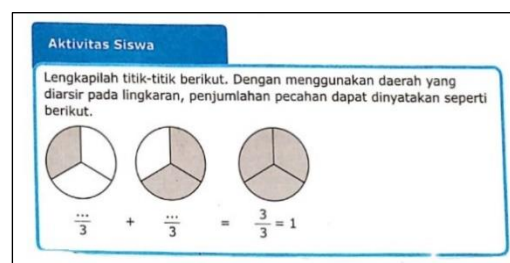 Aktivitas Siswa
Lengkapilah titik-titik berikut. Dengan menggunakan daerah yang
diarsir pada lingkaran, penjumlahan pecahan dapat dinyatakan seperti
berikut.
.../3 + .../3 = 3/3 = 1